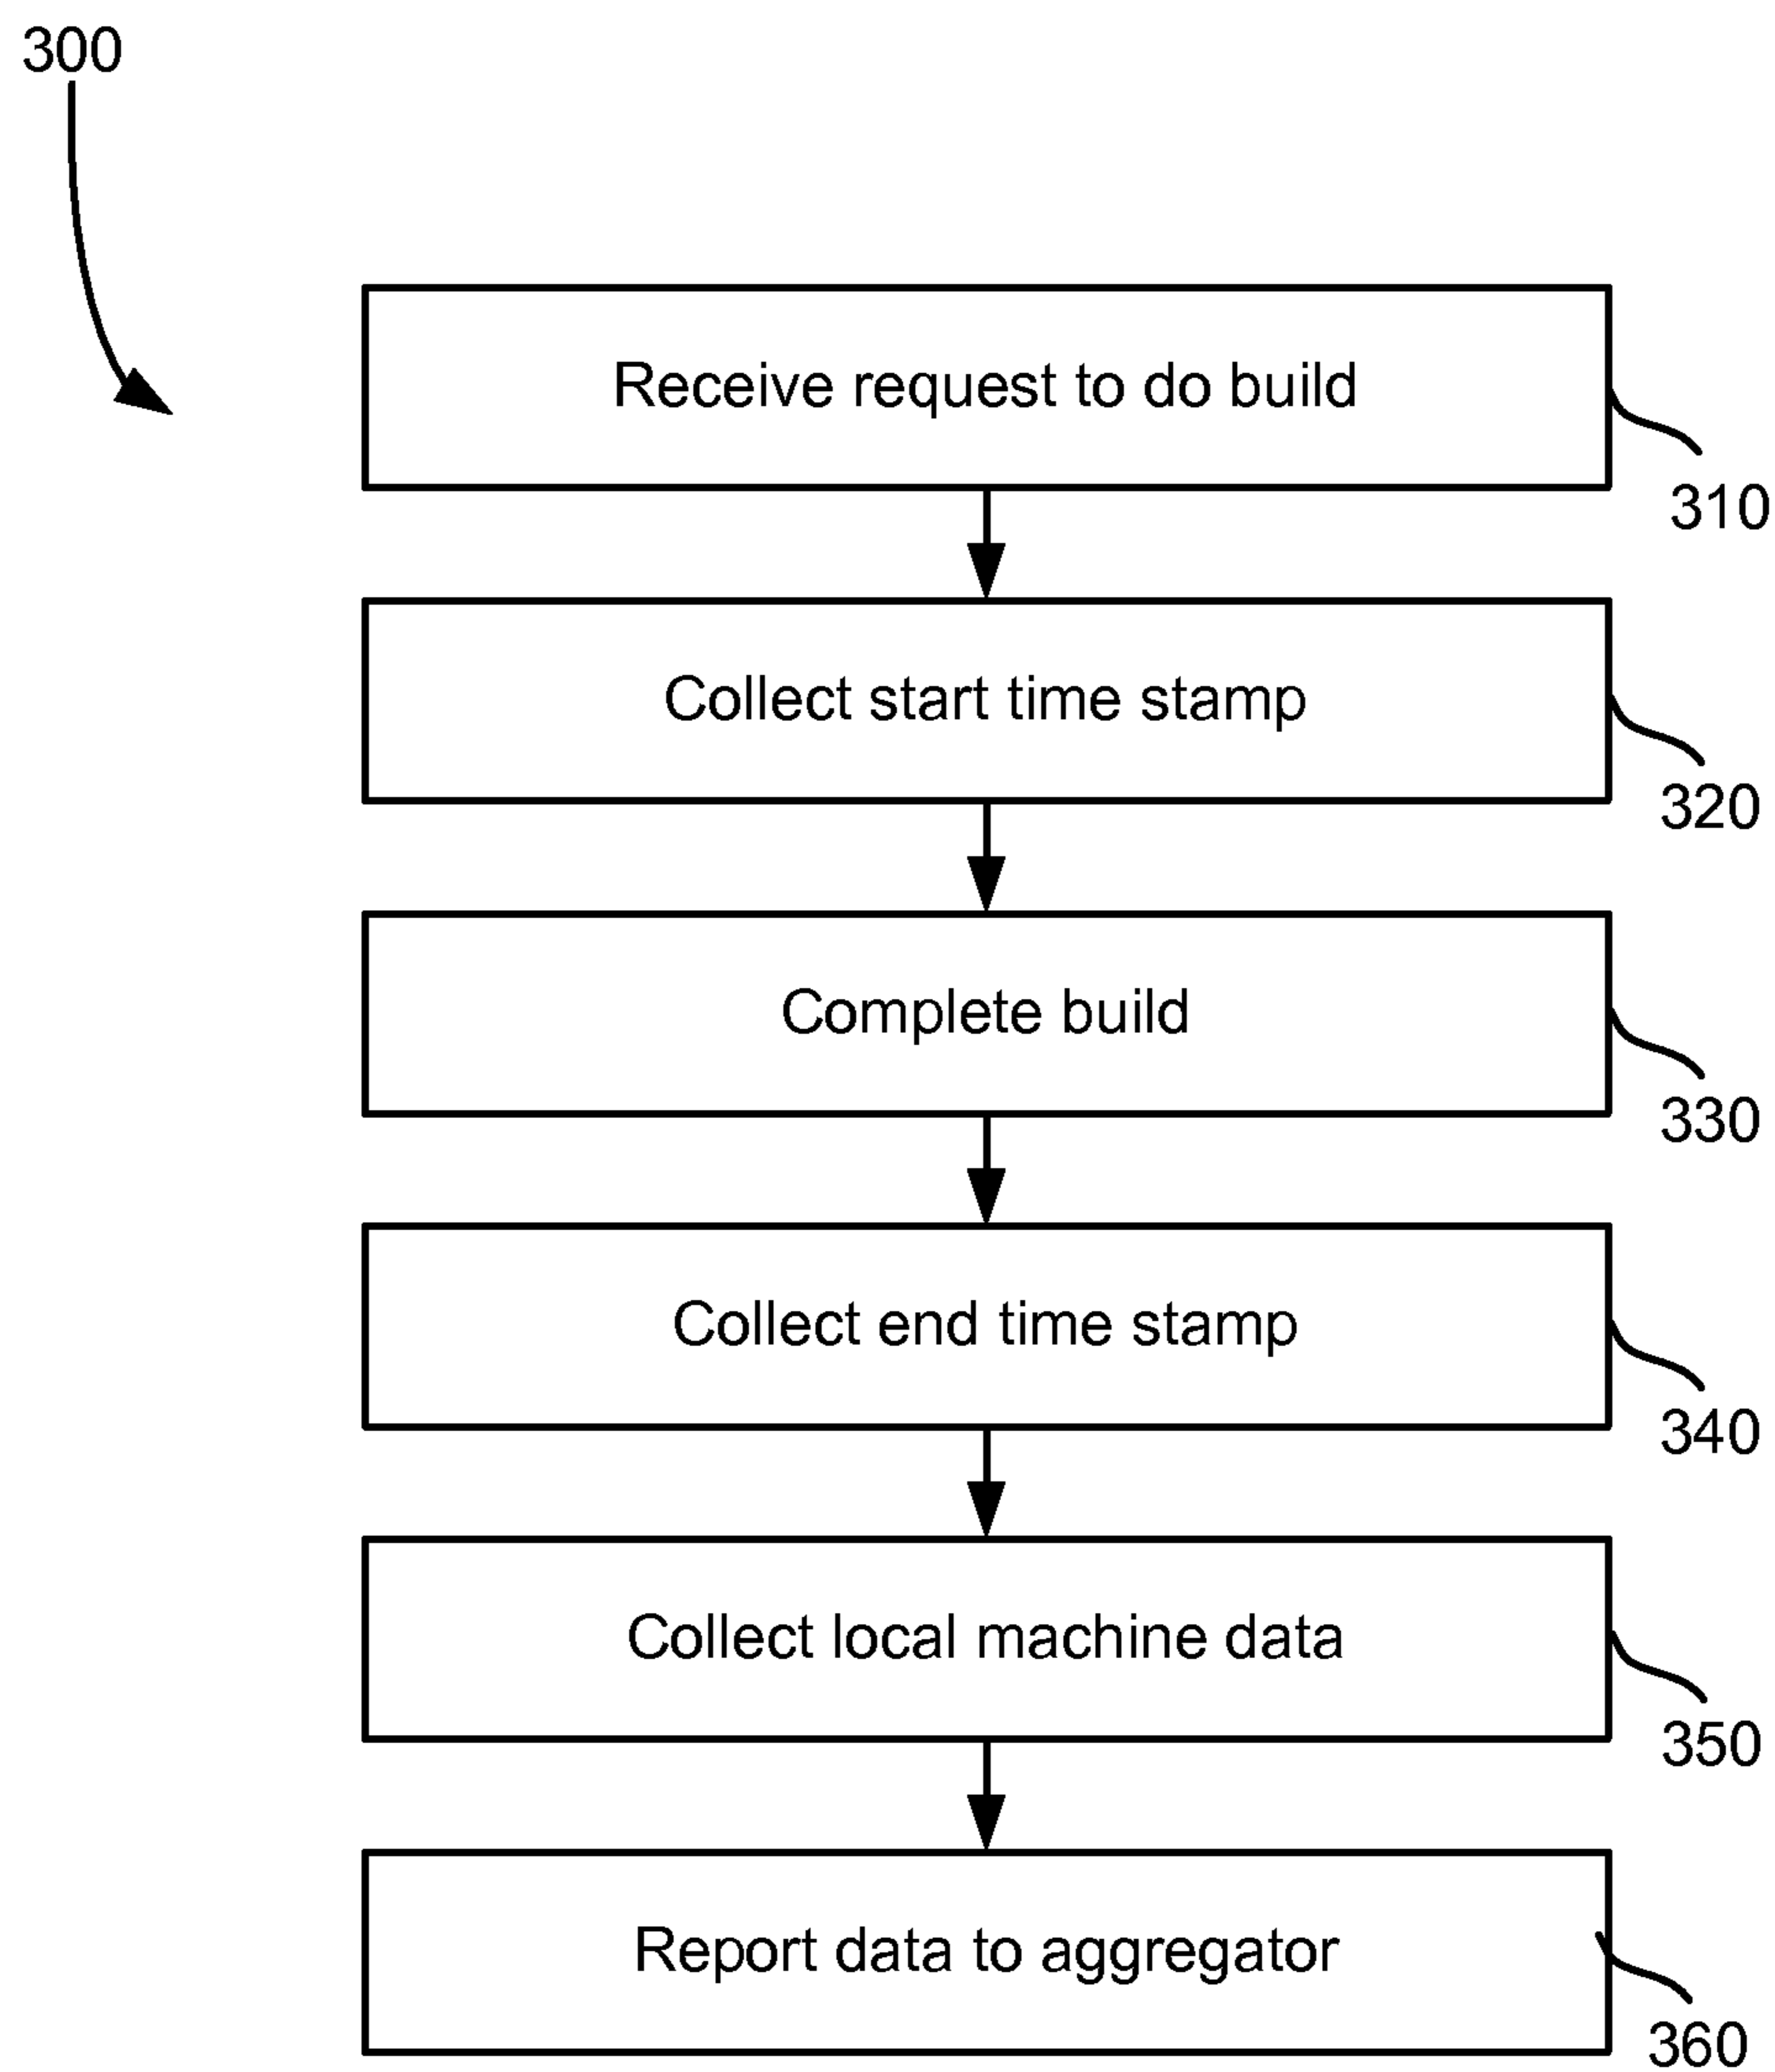 300
Receive request to do build
310
Collect start time stamp
320
Complete build
330
Collect end time stamp
340
Collect local machine data
350
Report data to aggregator
360